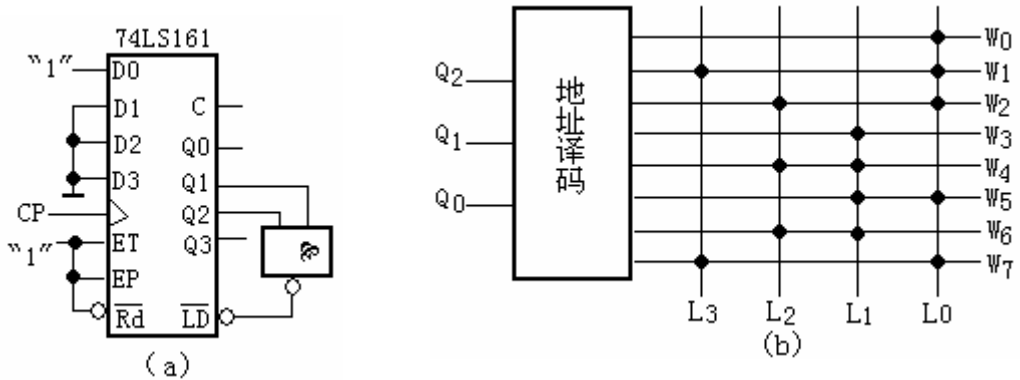 74LS161
"1"
D0
D1
D2
D3
CP
"1"
ET
EP
Rd
C
Q0
Q1
Q2
Q3
LD
&
(a)
Q2
Q1
Q0
地址译码
W0
W1
W2
W3
W4
W5
W6
W7
L3 L2 L1 L0
(b)